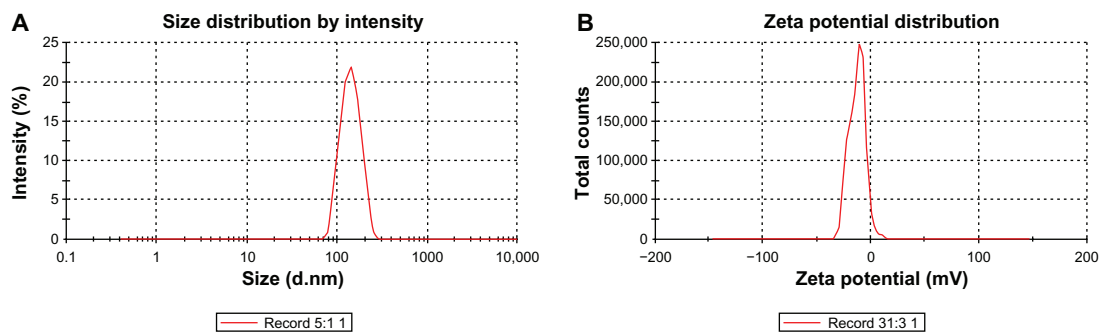 A
Size distribution by intensity
Intensity (%)
25
20
15
10
5
0
0.1
1
10
100
1000
10,000
Size (d.nm)
Record 5:1 1
B
Zeta potential distribution
Total counts
250,000
200,000
150,000
100,000
50,000
0
−200
−100
0
100
200
Zeta potential (mV)
Record 31:3 1